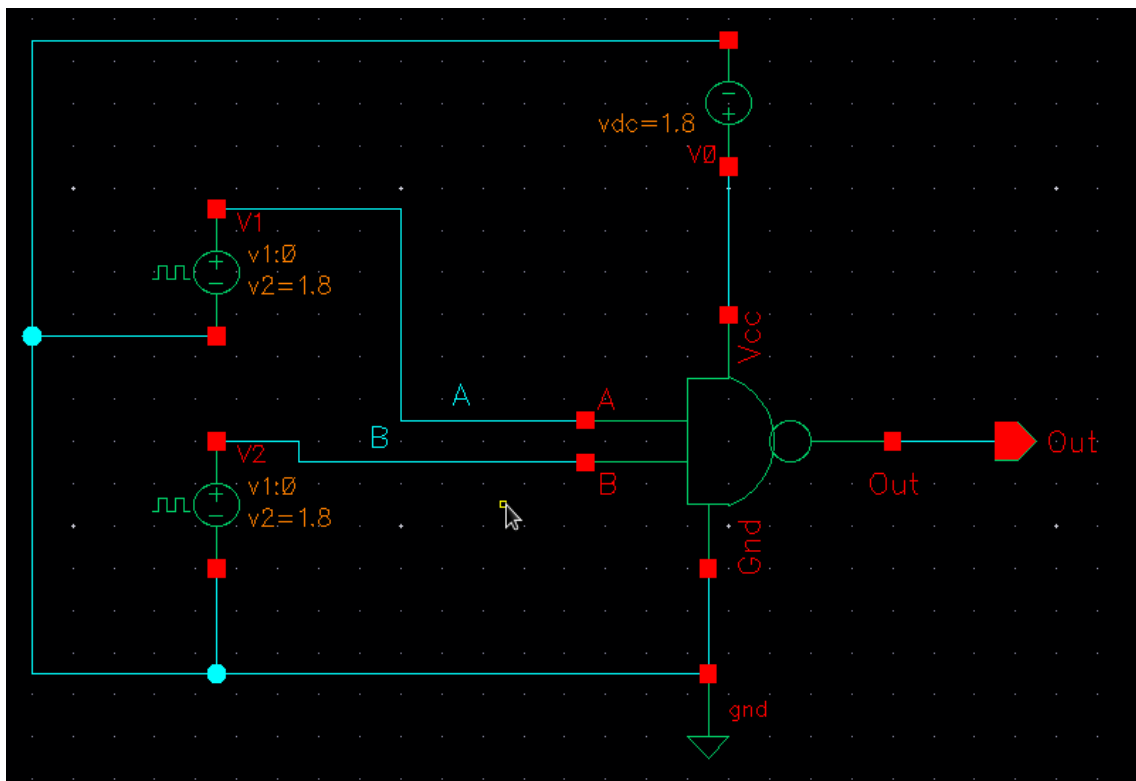 vdc=1.8
V0
V1
v1:0
v2=1.8
Vcc
A
A
B
V2
B
Out
v1:0
v2=1.8
Out
Gnd
gnd